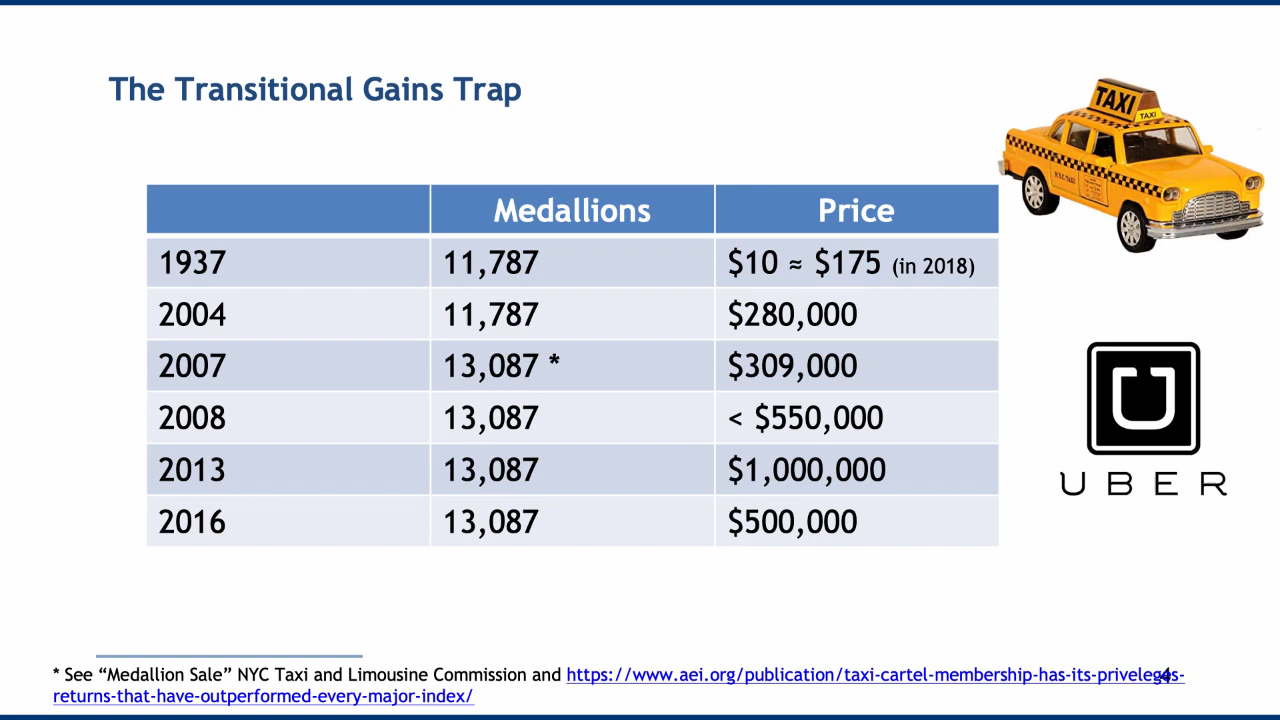 The Transitional Gains Trap
TAXI
TAXI
N.Y.C. TAXI
Medallions Price
1937 11,787 $10 ≈ $175 (in 2018)
2004 11,787 $280,000
2007 13,087 * $309,000
2008 13,087 < $550,000
2013 13,087 $1,000,000
2016 13,087 $500,000
UBER
* See “Medallion Sale” NYC Taxi and Limousine Commission and https://www.aei.org/publication/taxi-cartel-membership-has-its-priveleges-
returns-that-have-outperformed-every-major-index/
4